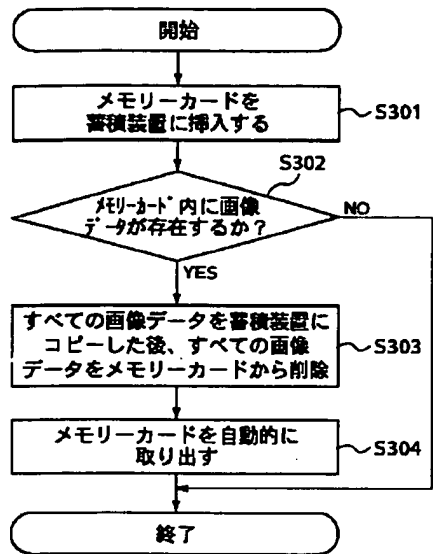 開始
メモリーカードを
蓄積装置に挿入する
S301
S302
メモリーカード内に画像
データが存在するか?
NO
YES
すべての画像データを蓄積装置に
コピーした後、すべての画像
データをメモリーカードから削除
S303
メモリーカードを自動的に
取り出す
S304
終了